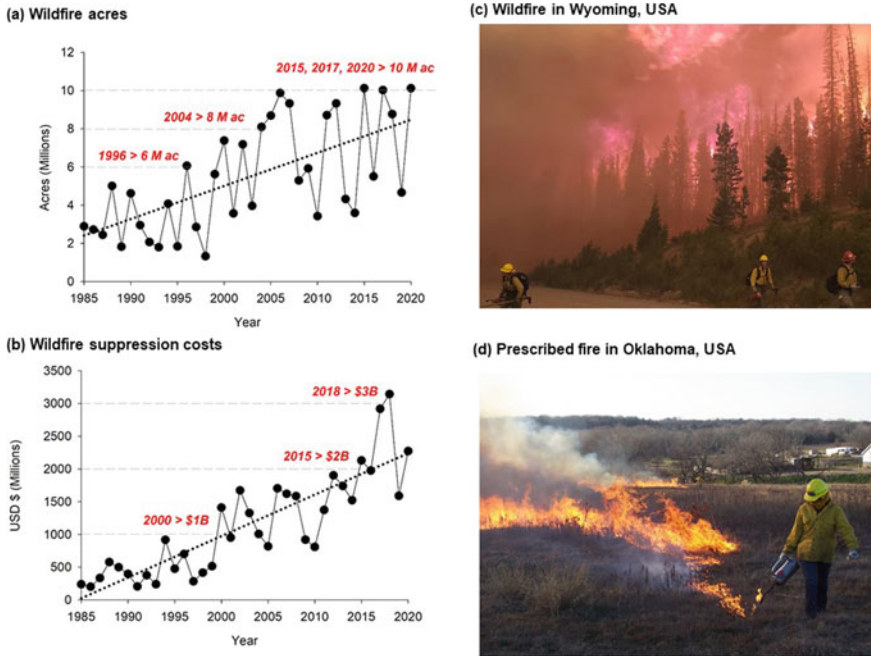 (a) Wildfire acres
12
10
8
6
4
2
0
Acres (Millions)
2015, 2017, 2020 > 10 M ac
2004 > 8 M ac
1996 > 6 M ac
1985 1990 1995 2000 2005 2010 2015 2020
Year
(b) Wildfire suppression costs
3500
3000
2500
2000
1500
1000
500
0
USD $ (Millions)
2018 > $3B
2015 > $2B
2000 > $1B
1985 1990 1995 2000 2005 2010 2015 2020
Year
(c) Wildfire in Wyoming, USA
(d) Prescribed fire in Oklahoma, USA